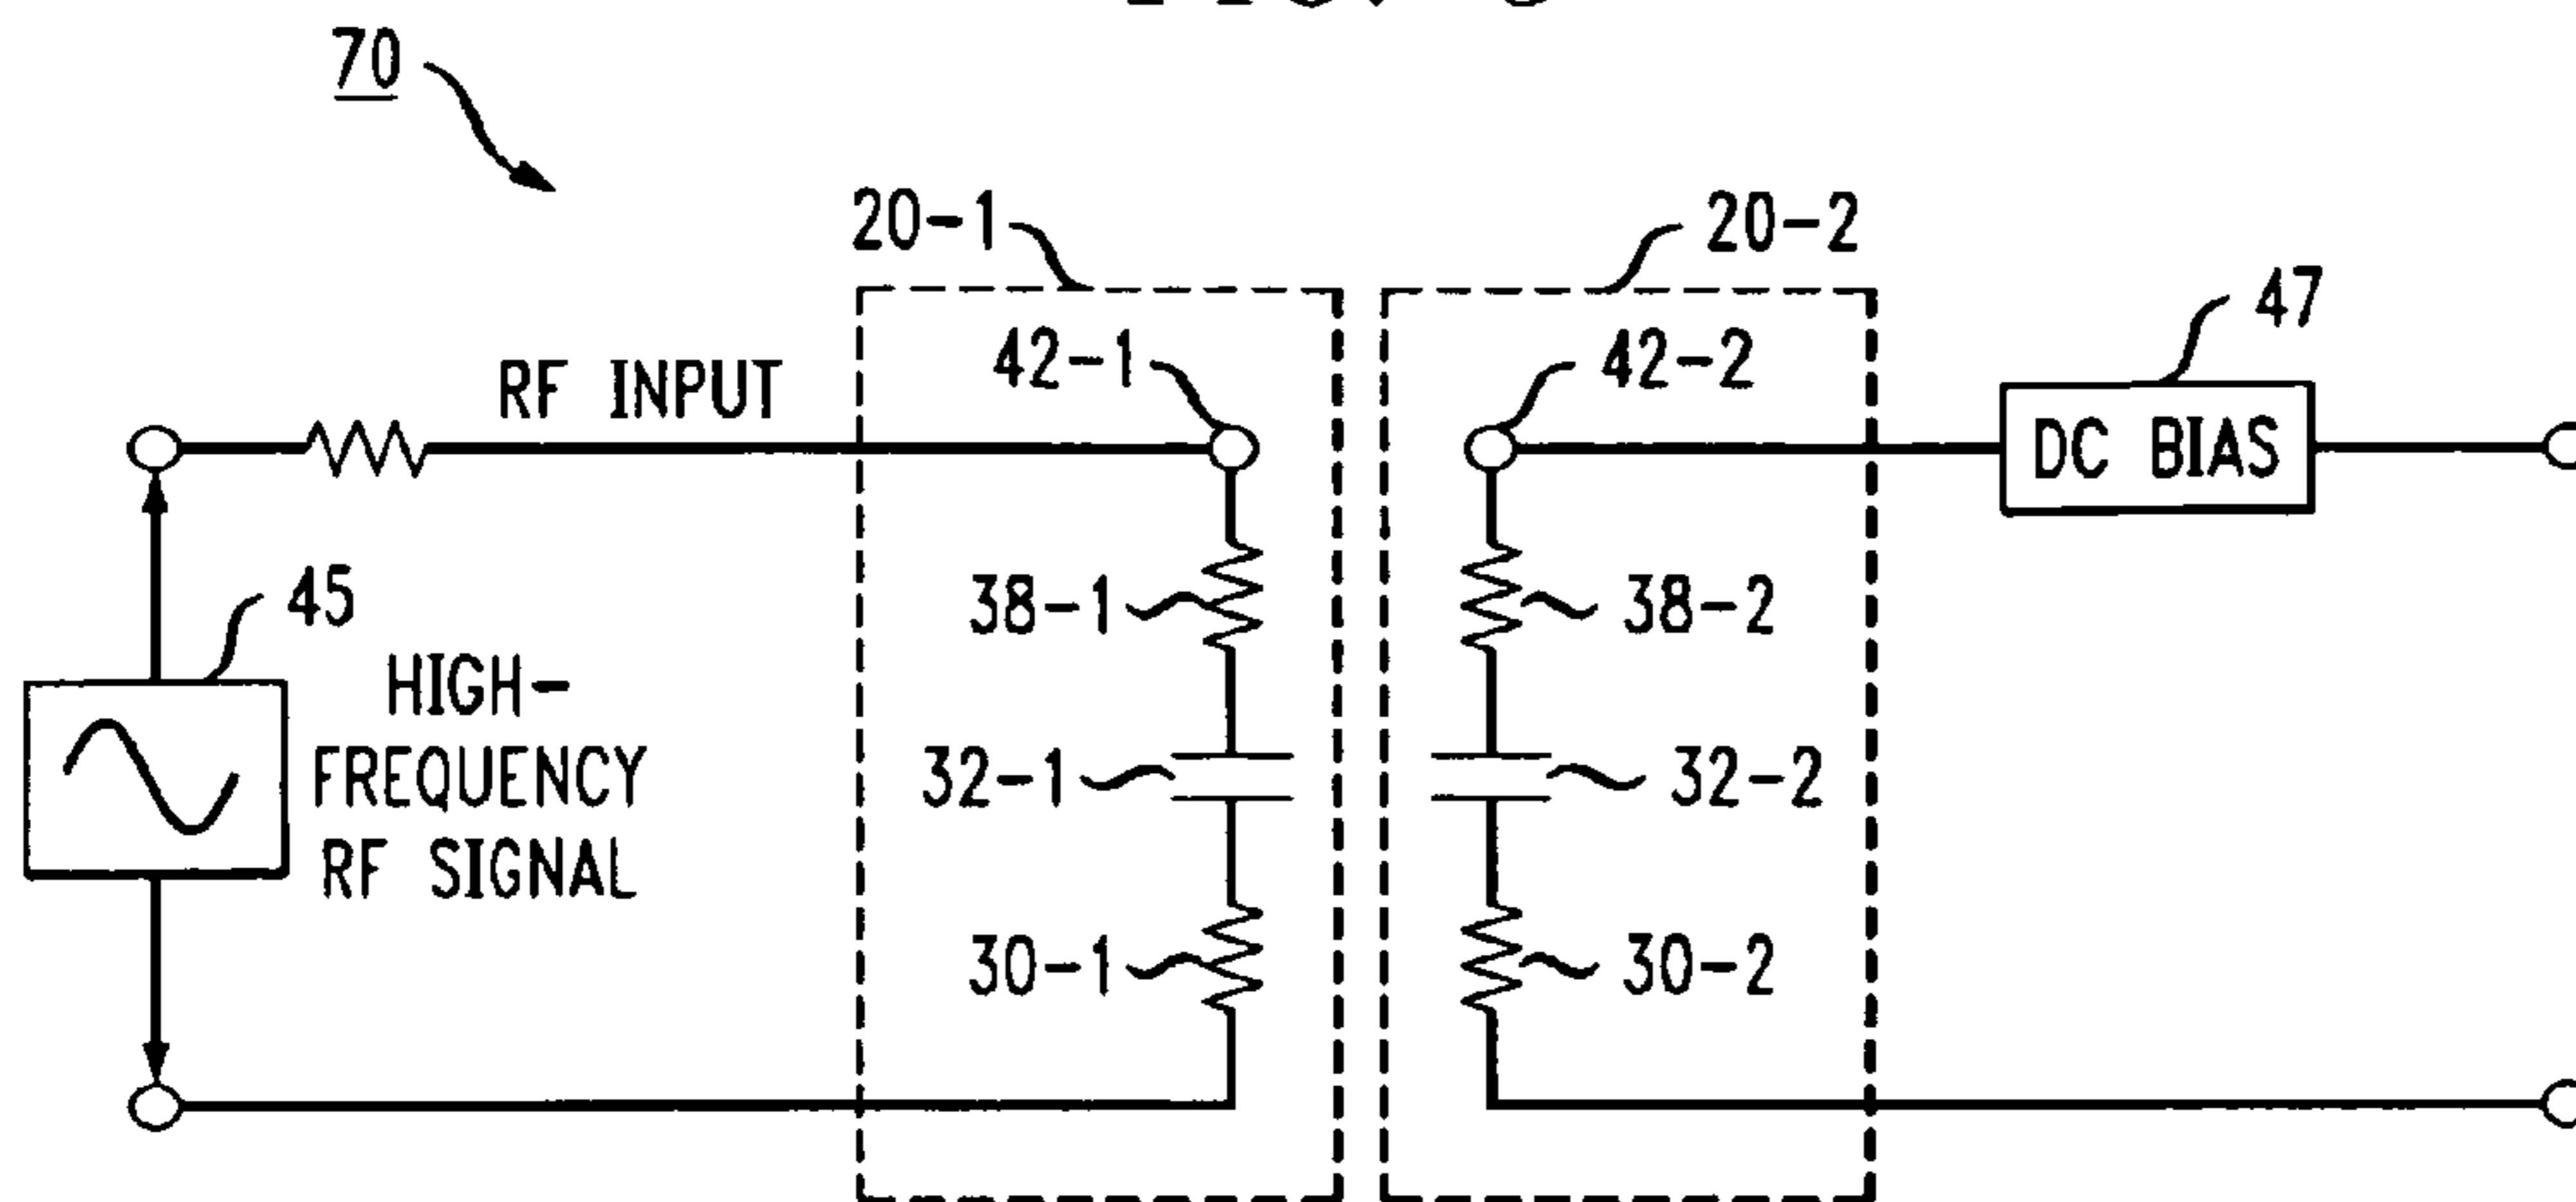 70
20-1
20-2
47
42-1
42-2
RF INPUT
DC BIAS
45
38-1
38-2
HIGH-
FREQUENCY
RF SIGNAL
32-1
32-2
30-1
30-2